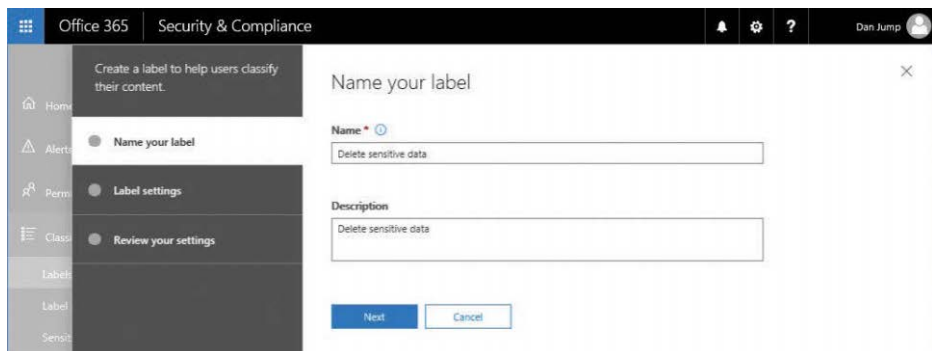 Office 365 Security & Compliance ? Dan Jump
Create a label to help users classify
their content.
Name your label
Label settings
Review your settings
Home
Alerts
Perm
Classi
Labels
Label
Sensit
Name your label
Name *
Delete sensitive data
Description
Delete sensitive data
Next Cancel